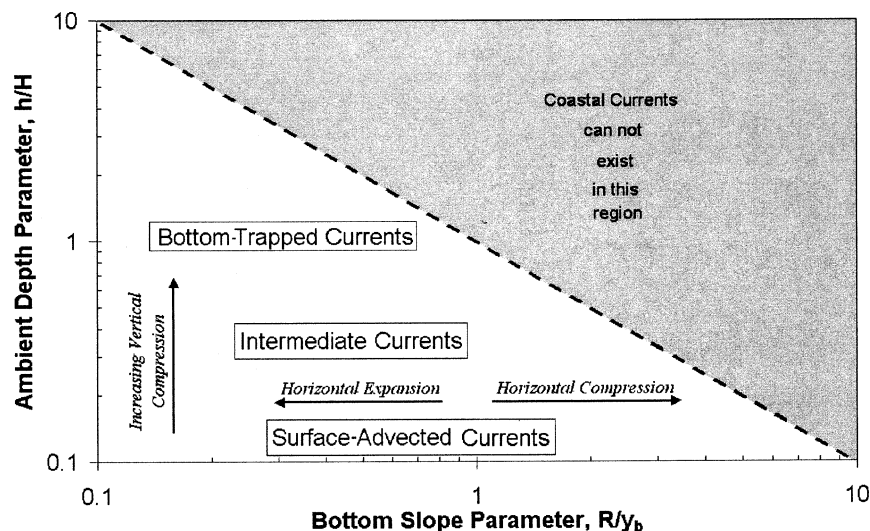 10
Coastal Currents
can not
exist
in this
region
Ambient Depth Parameter, h/H
1
Bottom-Trapped Currents
Increasing Vertical
Compression
Intermediate Currents
Horizontal Expansion
Horizontal Compression
Surface-Advected Currents
0.1
0.1
1
10
Bottom Slope Parameter, R/yb